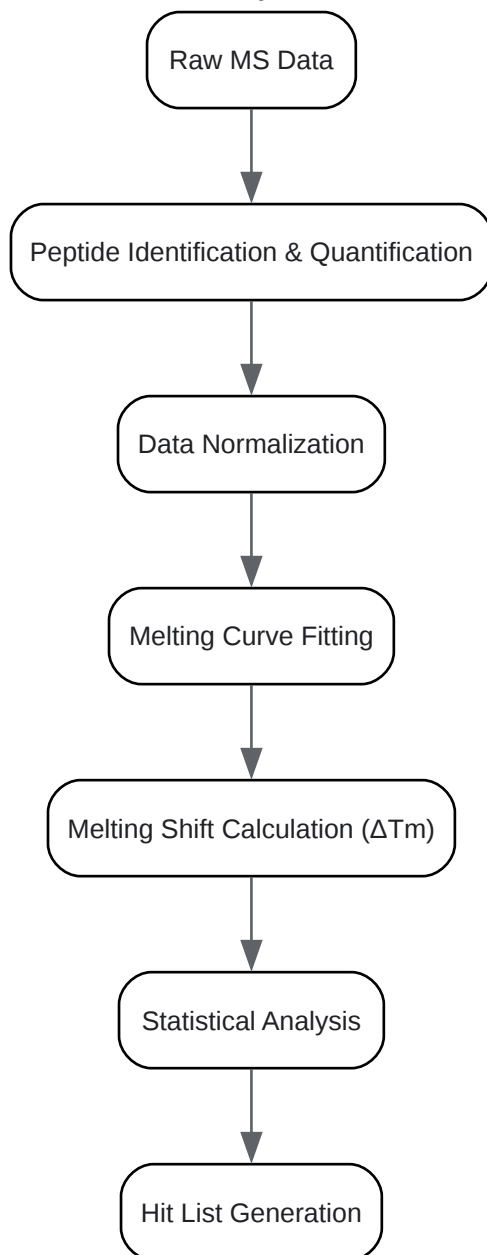 Raw MS Data
Peptide Identification & Quantification
Data Normalization
Melting Curve Fitting
Melting Shift Calculation (ΔTm)
Statistical Analysis
Hit List Generation